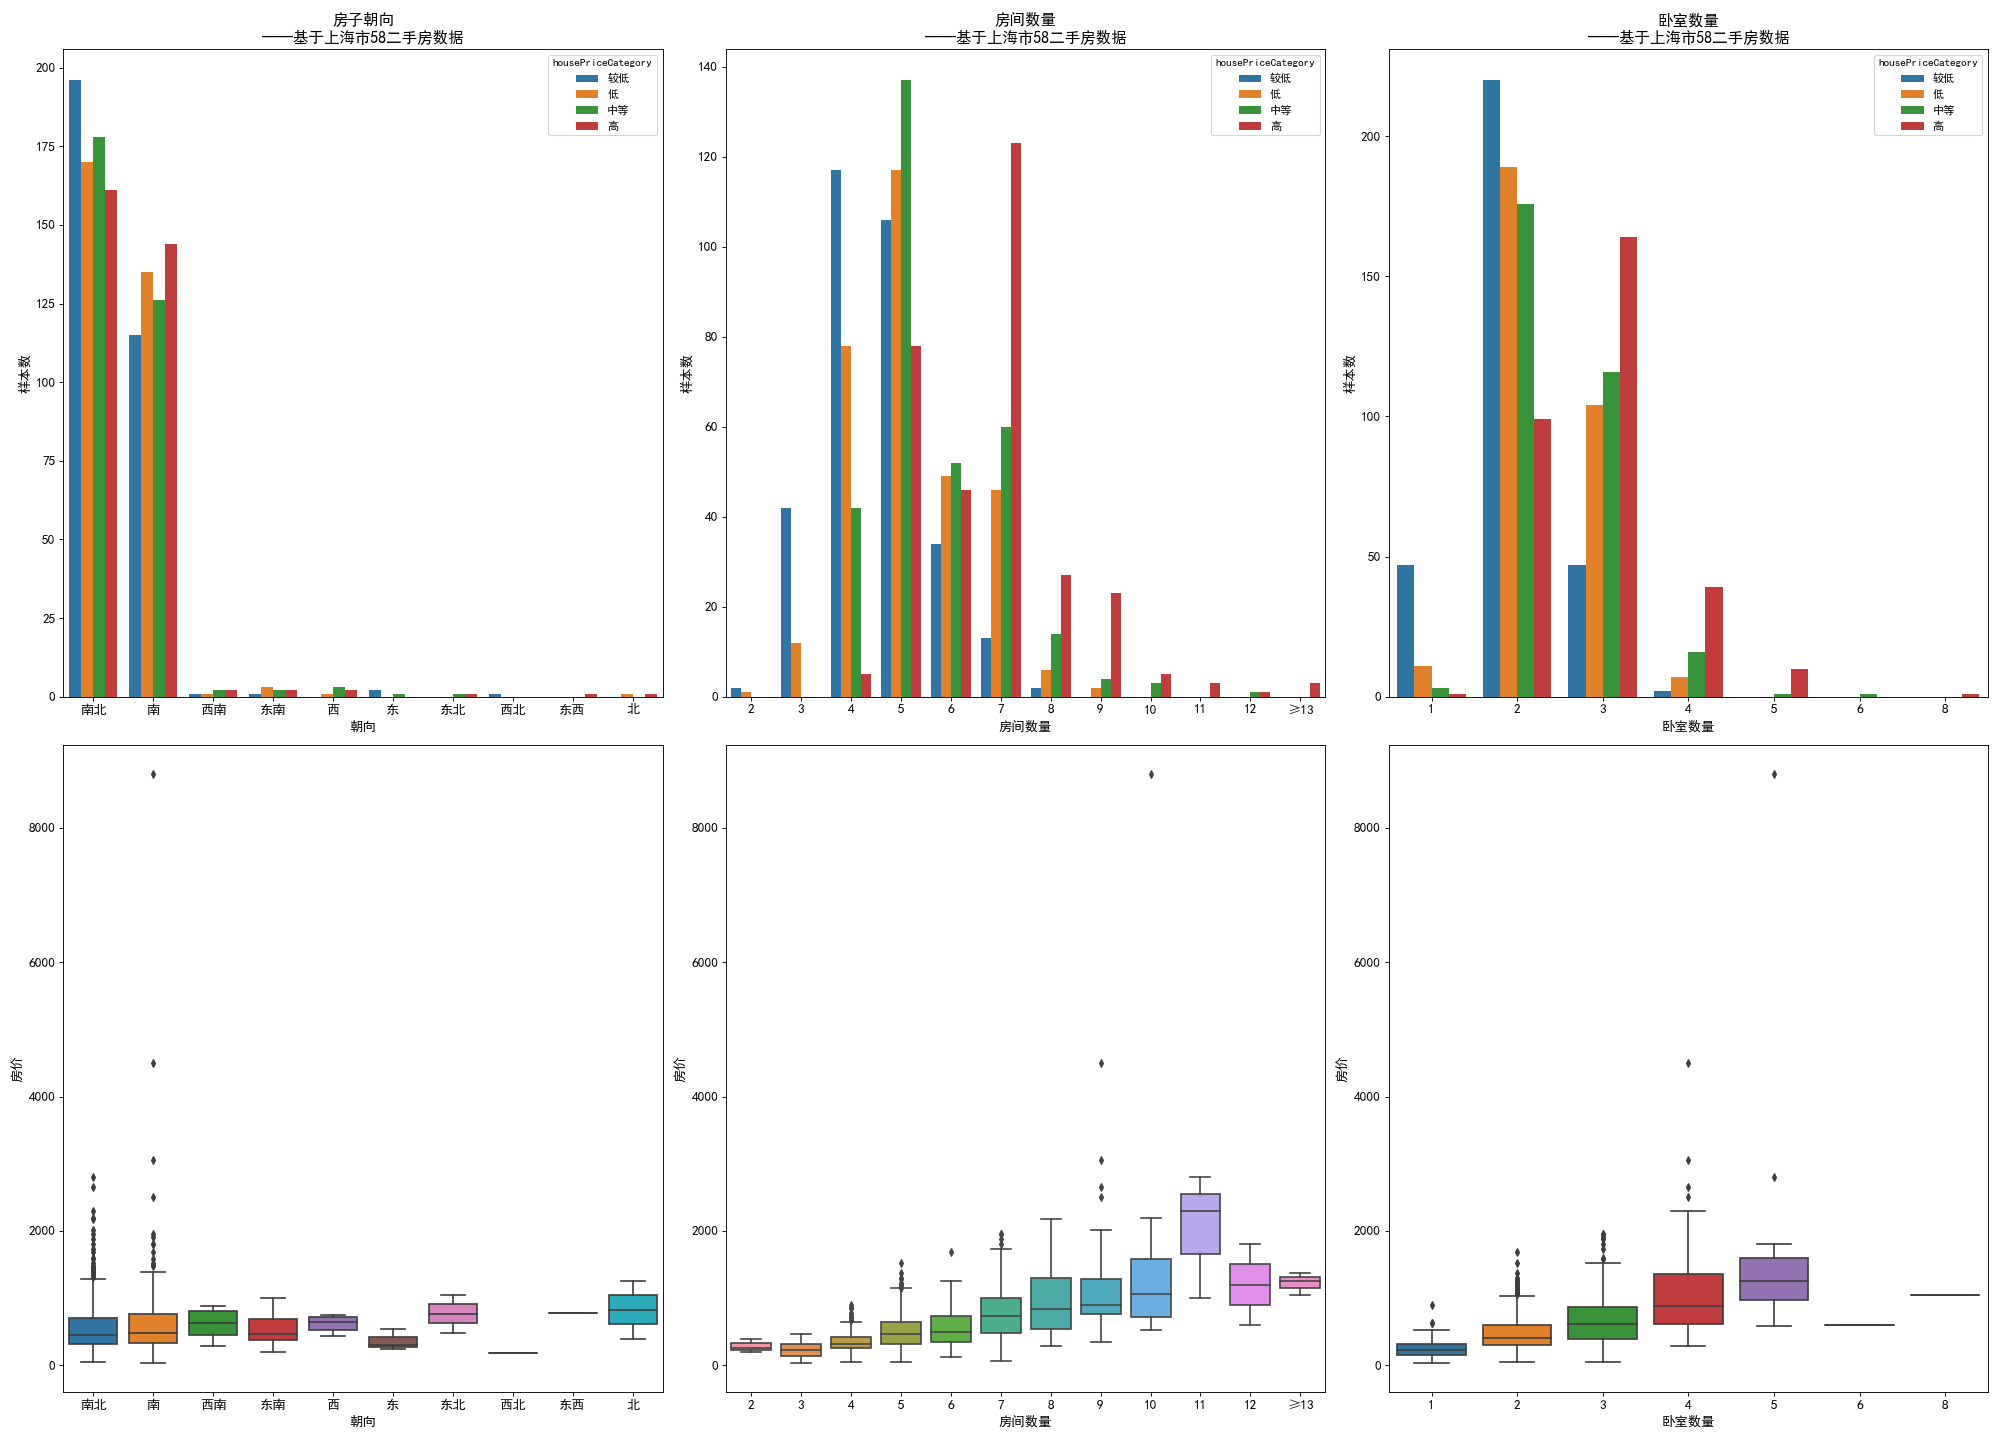 房子朝向
——基于上海市58二手房数据
housePriceCategory
较低
低
中等
高
200
175
150
125
100
75
50
25
0
样本数
南北 南 西南 东南 西 东 东北 西北 东西 北
朝向
房间数量
——基于上海市58二手房数据
housePriceCategory
较低
低
中等
高
140
120
100
80
60
40
20
0
样本数
2 3 4 5 6 7 8 9 10 11 12 ≥13
房间数量
卧室数量
——基于上海市58二手房数据
housePriceCategory
较低
低
中等
高
200
150
100
50
0
样本数
1 2 3 4 5 6 8
卧室数量
8000
6000
4000
2000
0
房价
南北 南 西南 东南 西 东 东北 西北 东西 北
朝向
8000
6000
4000
2000
0
房价
2 3 4 5 6 7 8 9 10 11 12 ≥13
房间数量
8000
6000
4000
2000
0
房价
1 2 3 4 5 6 8
卧室数量